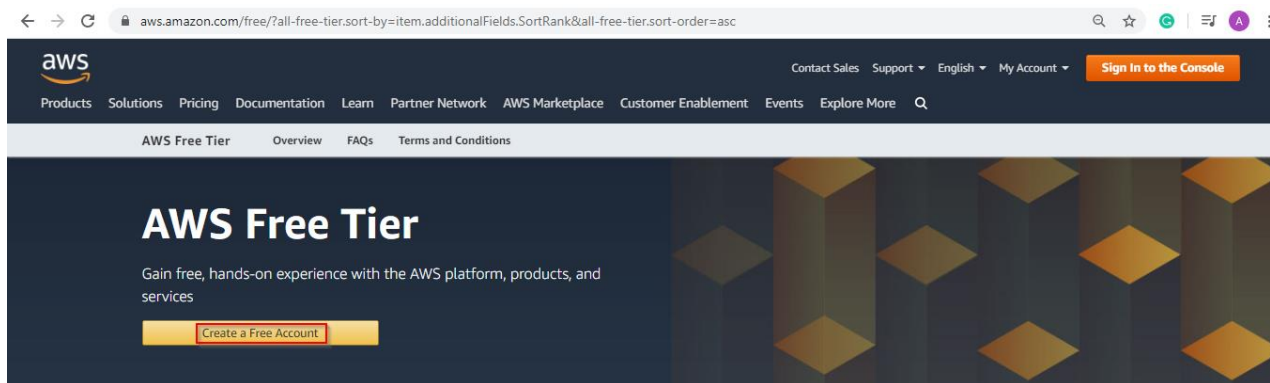 aws.amazon.com/free/?all-free-tier.sort-by=item.additionalFields.SortRank&all-free-tier.sort-order=asc
A
aws
Contact Sales Support English My Account Sign In to the Console
Products Solutions Pricing Documentation Learn Partner Network AWS Marketplace Customer Enablement Events Explore More
AWS Free Tier Overview FAQs Terms and Conditions
AWS Free Tier
Gain free, hands-on experience with the AWS platform, products, and
services
Create a Free Account